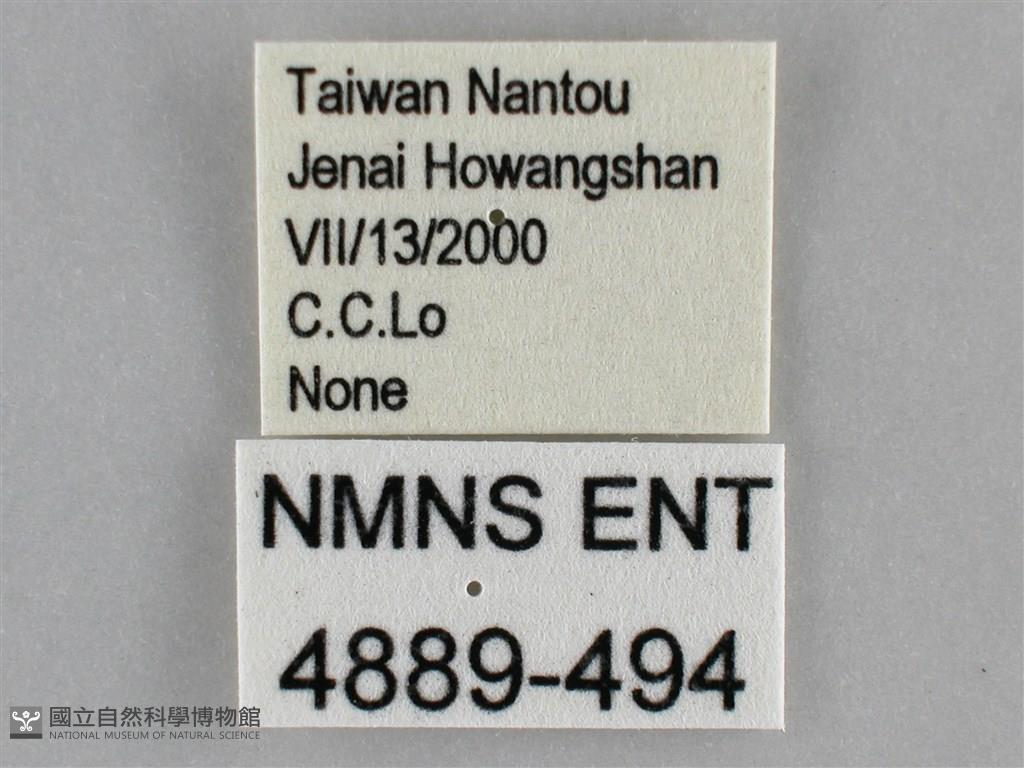 Taiwan Nantou
Jenai Howangshan
VII/13/2000
C.C.Lo
None
NMNS ENT
4889-494
國立自然科學博物館
NATIONAL MUSEUM OF NATURAL SCIENCE